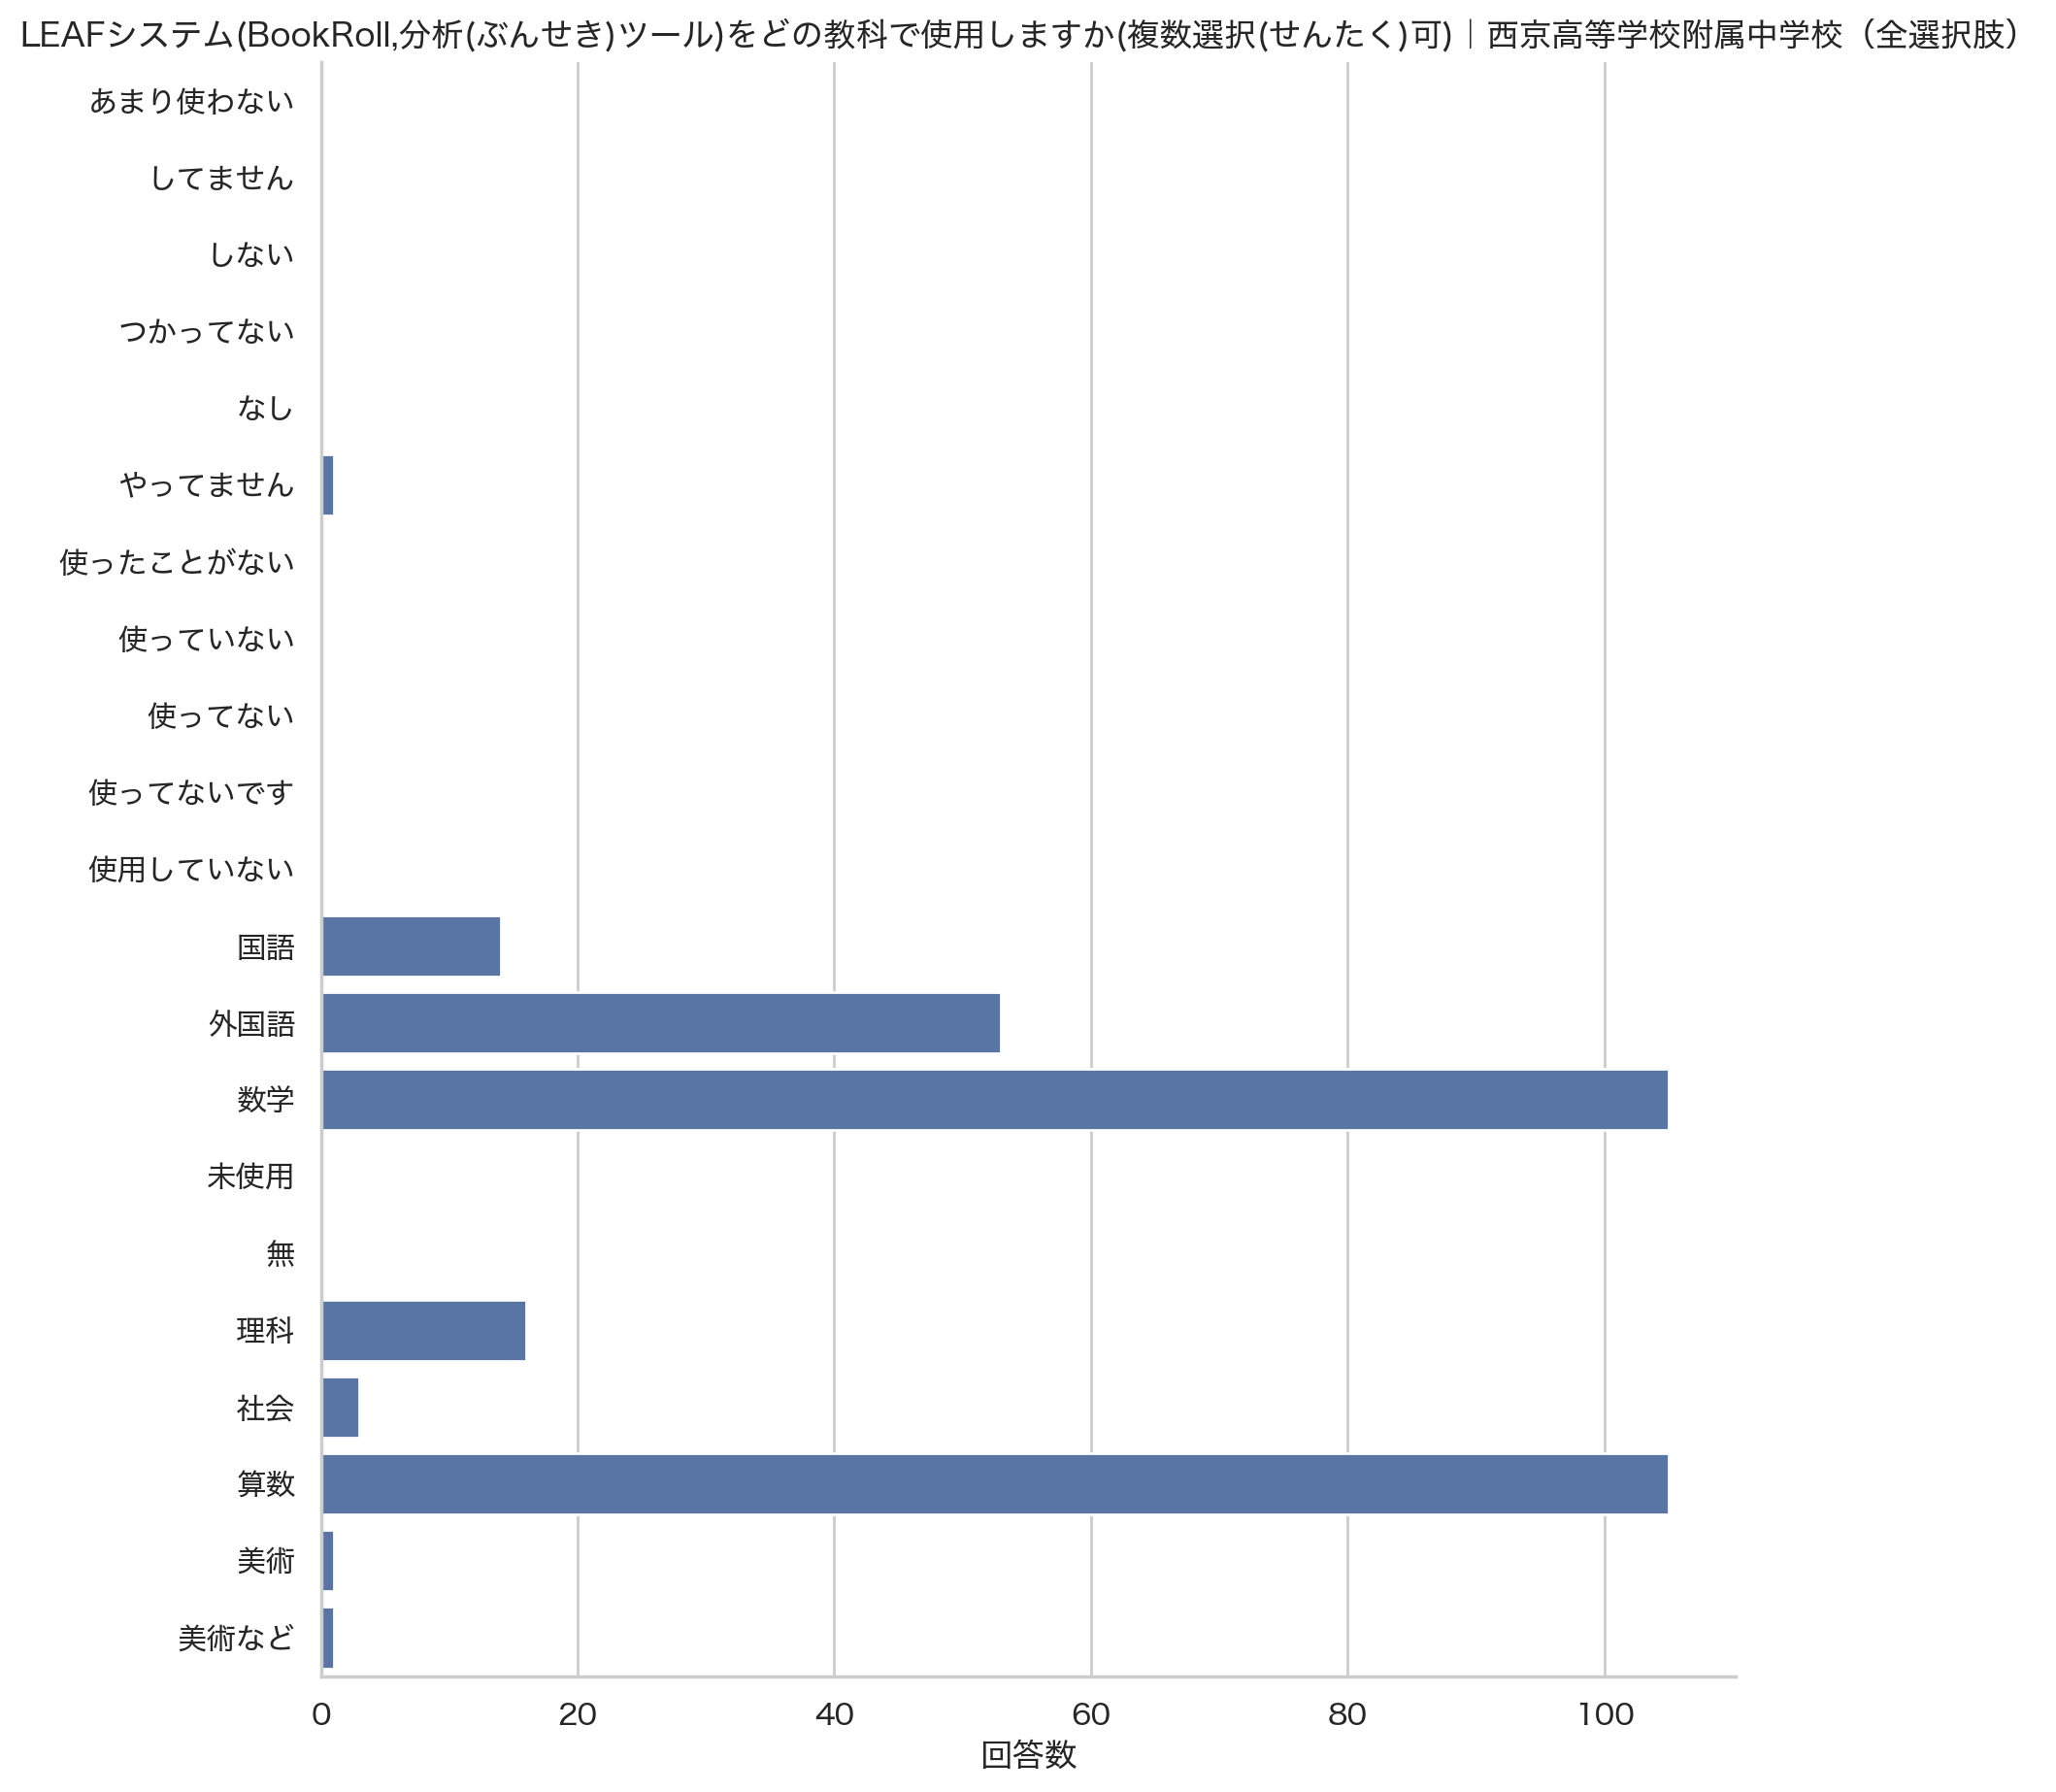 LEAFシステム(BookRoll,分析(ぶんせき)ツール)をどの教科で使用しますか(複数選択(せんたく)可)｜西京高等学校附属中学校（全選択肢）
あまり使わない
してません
しない
つかってない
なし
やってません
使ったことがない
使っていない
使ってない
使ってないです
使用していない
国語
外国語
数学
未使用
無
理科
社会
算数
美術
美術など
0 20 40 60 80 100
回答数